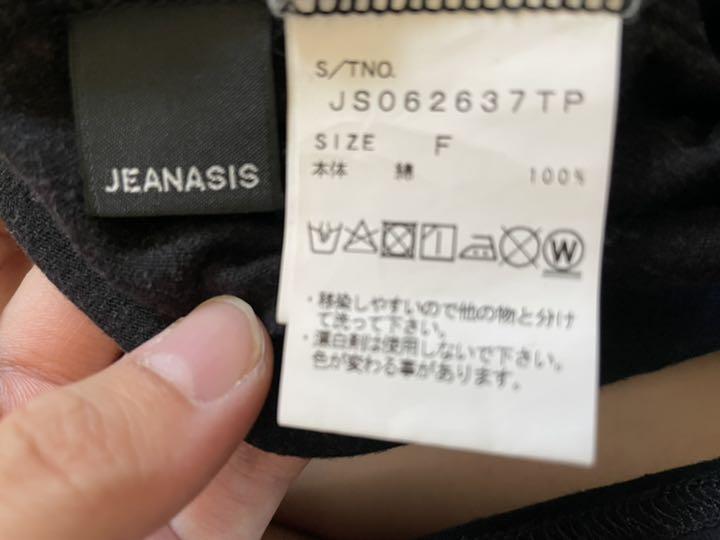 JEANASIS
S/TNO.
JS062637TP
SIZE F
本体 綿 100%
W
・移染しやすいので他の物と分け
て洗って下さい。
・漂白剤は使用しないで下さい。
色が変わる事があります。